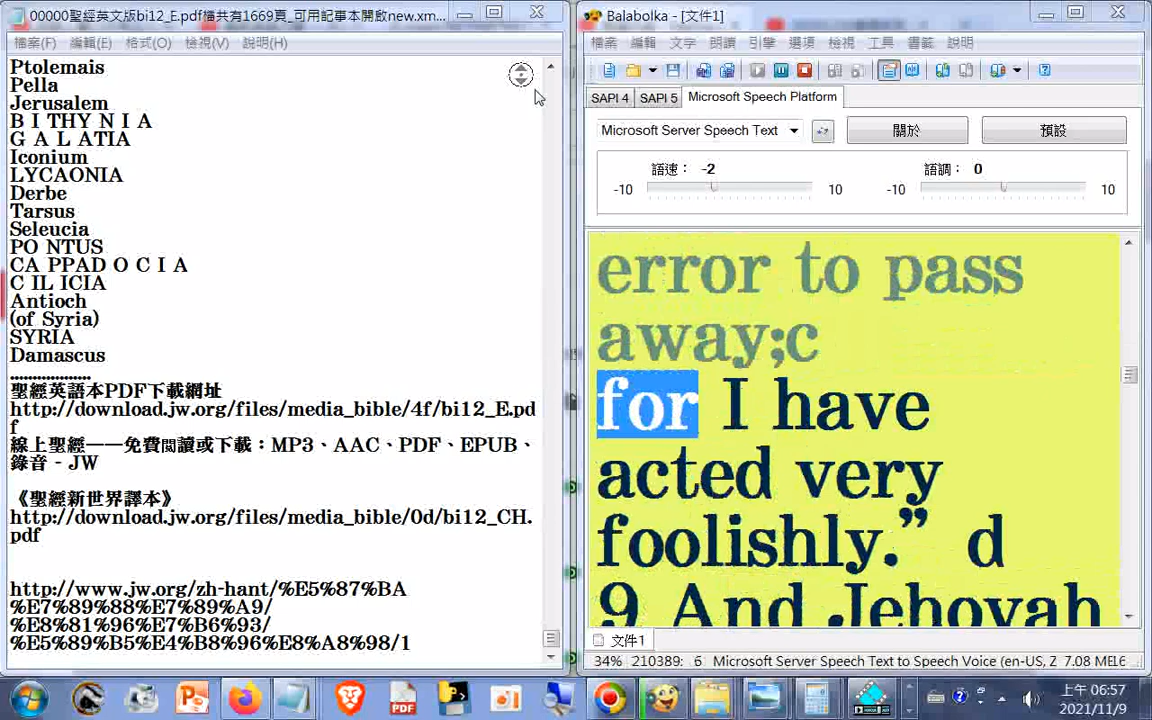 00000聖經英文版bi12_E.pdf檔共有1669頁_可用記事本開啟new.xm...
檔案(F) 編輯(E) 格式(O) 檢視(V) 說明(H)
Ptolemais
Pella
Jerusalem
B I THY N I A
G A L ATIA
Iconium
LYCAONIA
Derbe
Tarsus
Seleucia
PO NTUS
CA PPAD O C I A
C IL ICIA
Antioch
(of Syria)
SYRIA
Damascus
..................
聖經英語本PDF下載網址
http://download.jw.org/files/media_bible/4f/bi12_E.pd
f
線上聖經——免費閱讀或下載：MP3、AAC、PDF、EPUB、
錄音 - JW
《聖經新世界譯本》
http://download.jw.org/files/media_bible/0d/bi12_CH.
pdf
http://www.jw.org/zh-hant/%E5%87%BA
%E7%89%88%E7%89%A9/
%E8%81%96%E7%B6%93/
%E5%89%B5%E4%B8%96%E8%A8%98/1
Balabolka - [文件1]
檔案 編輯 文字 朗讀 引擎 選項 檢視 工具 書籤 說明
SAPI 4 SAPI 5 Microsoft Speech Platform
Microsoft Server Speech Text 關於 預設
語速： -2 語調： 0
-10 10 -10 10
error to pass
away;c
for I have
acted very
foolishly.” d
9 And Jehovah
文件1
34% 210389: 6 Microsoft Server Speech Text to Speech Voice (en-US, Z 7.08 МЕL6
PDF
上午 06:57
2021/11/9